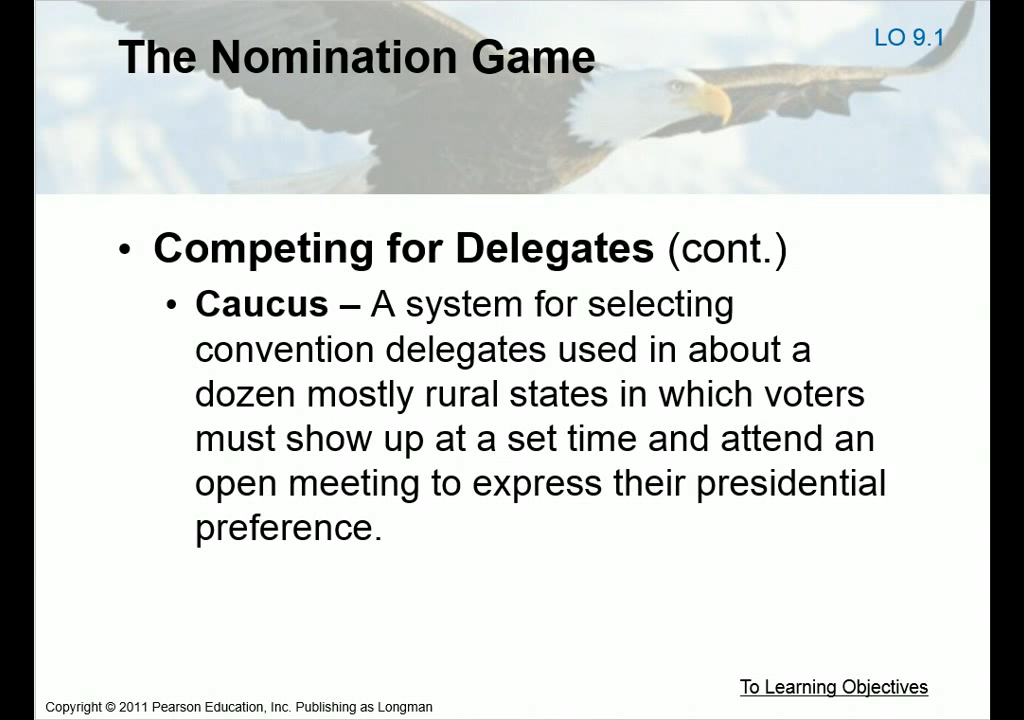 The Nomination Game
LO 9.1
• Competing for Delegates (cont.)
• Caucus – A system for selecting
convention delegates used in about a
dozen mostly rural states in which voters
must show up at a set time and attend an
open meeting to express their presidential
preference.
To Learning Objectives
Copyright © 2011 Pearson Education, Inc. Publishing as Longman